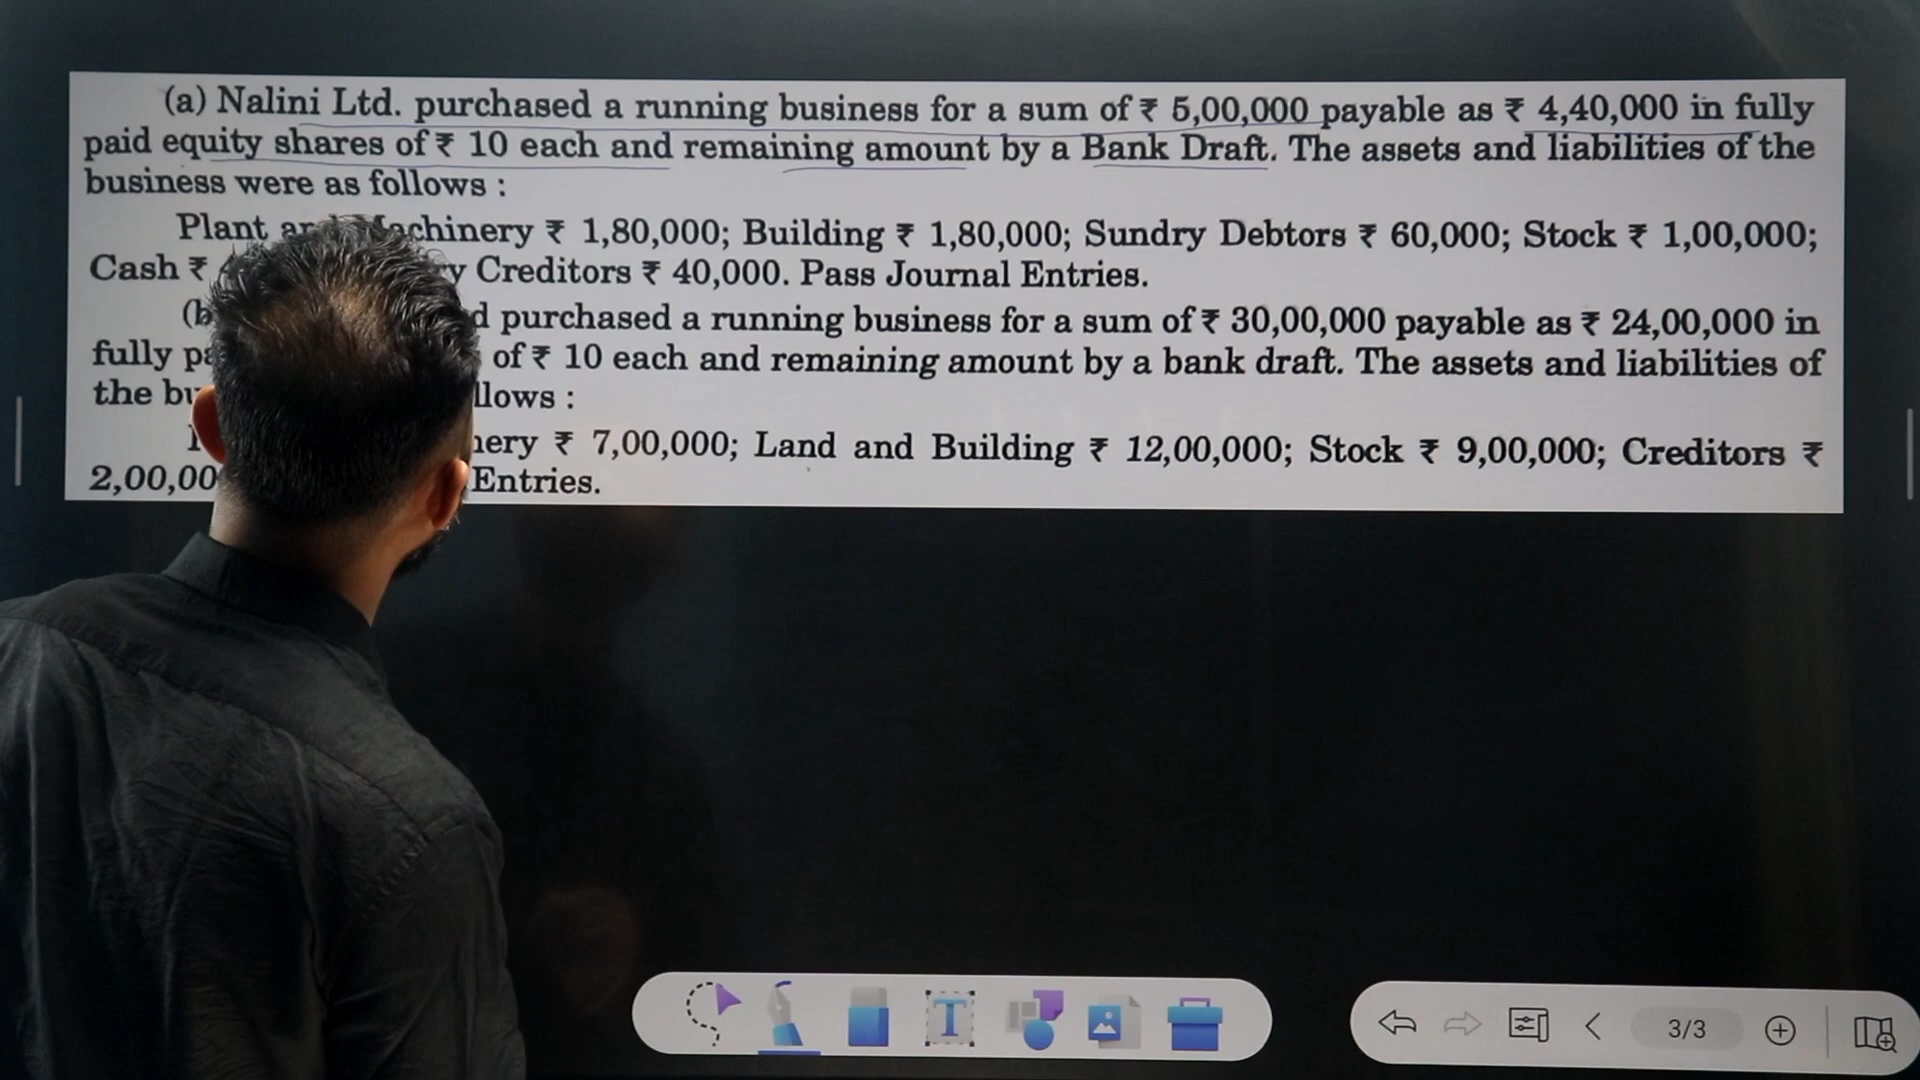 (a) Nalini Ltd. purchased a running business for a sum of ₹ 5,00,000 payable as ₹ 4,40,000 in fully
paid equity shares of ₹ 10 each and remaining amount by a Bank Draft. The assets and liabilities of the
business were as follows :
Plant Machinery ₹ 1,80,000; Building ₹ 1,80,000; Sundry Debtors ₹ 60,000; Stock ₹ 1,00,000;
Cash ₹ Creditors ₹ 40,000. Pass Journal Entries.
purchased a running business for a sum of ₹ 30,00,000 payable as ₹ 24,00,000 in
fully of ₹ 10 each and remaining amount by a bank draft. The assets and liabilities of
the :
₹ 7,00,000; Land and Building ₹ 12,00,000; Stock ₹ 9,00,000; Creditors ₹
Entries.
T
3/3